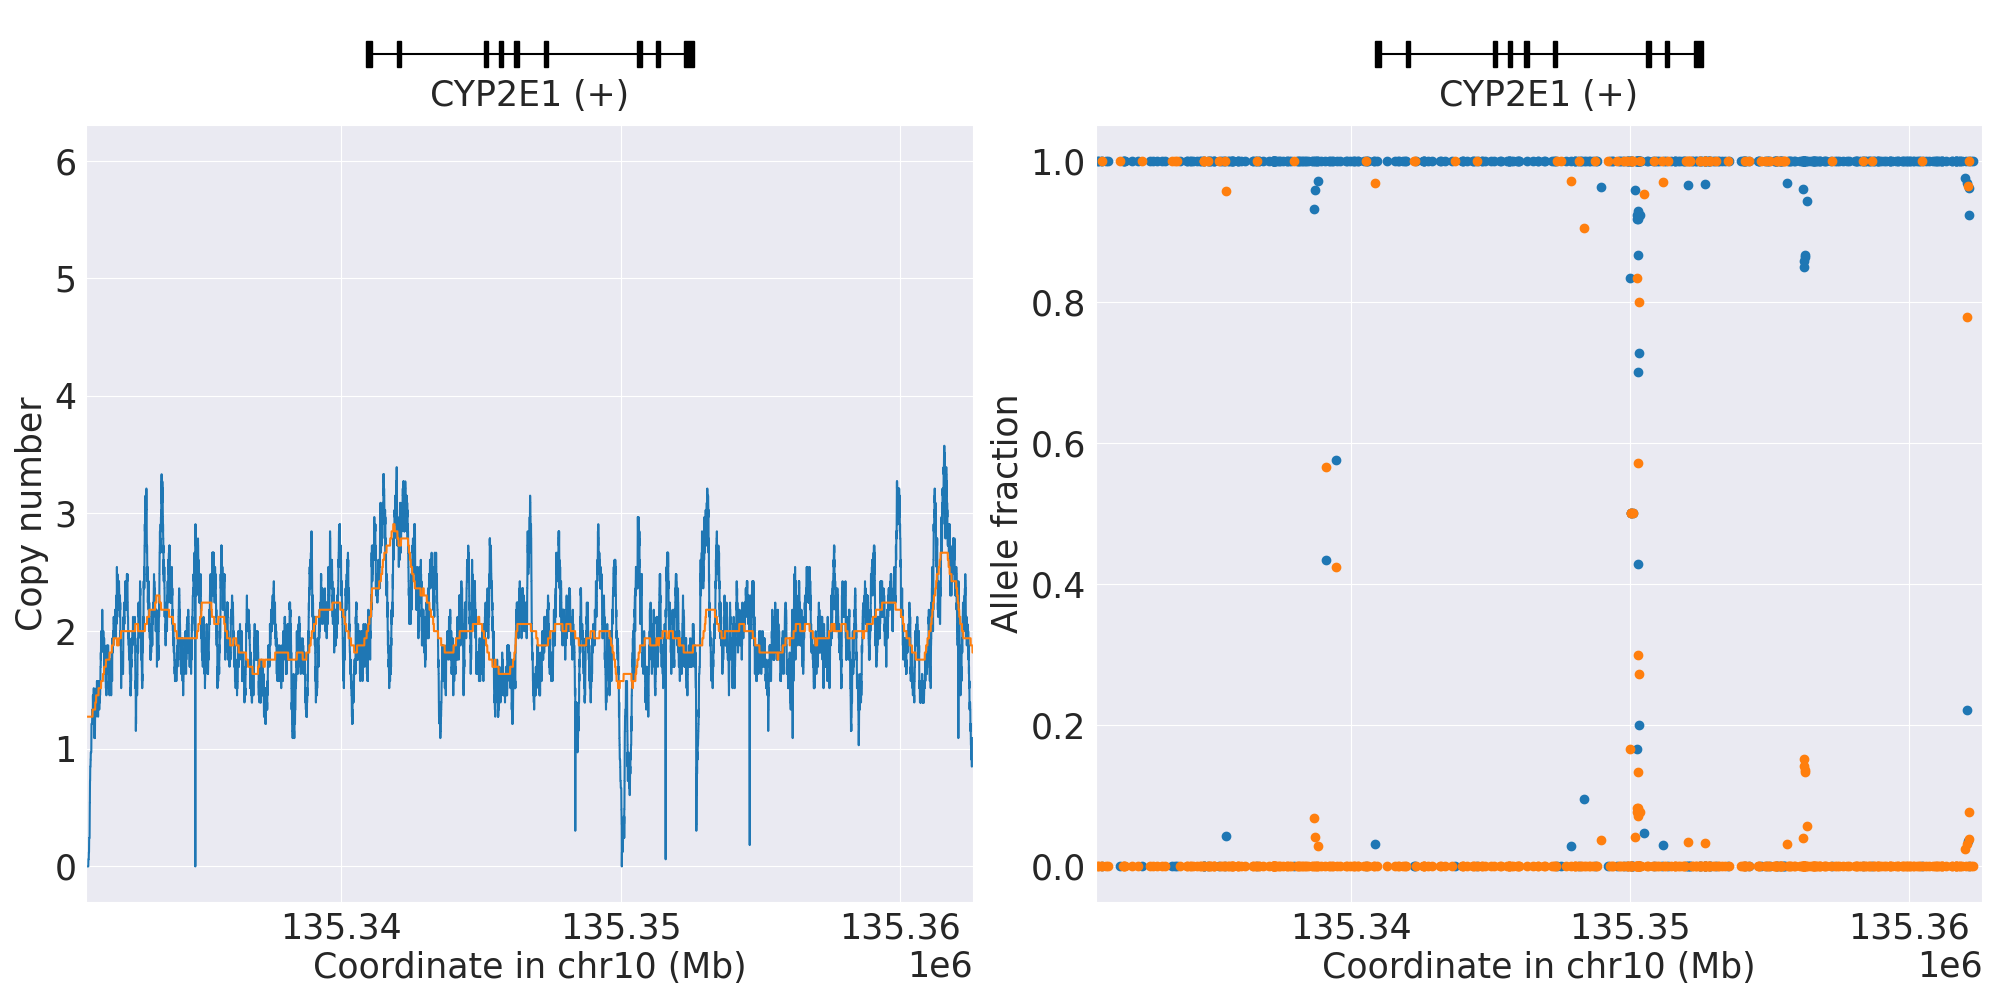 CYP2E1 (+)
6
5
4
3
2
1
0
Copy number
135.34 135.35 135.36
Coordinate in chr10 (Mb)
1e6
CYP2E1 (+)
1.0
0.8
0.6
0.4
0.2
0.0
Allele fraction
135.34 135.35 135.36
Coordinate in chr10 (Mb)
1e6